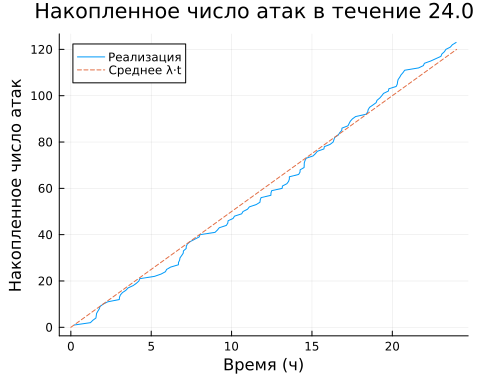 Накопленное число атак в течение 24.0
Реализация
Среднее λ·t
Накопленное число атак
120
100
80
60
40
20
0
0 5 10 15 20
Время (ч)